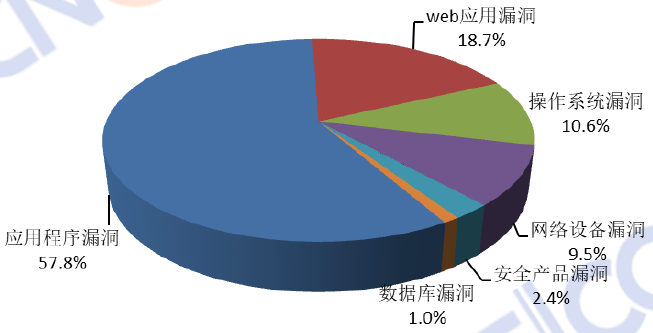 web应用漏洞
18.7%
操作系统漏洞
10.6%
网络设备漏洞
9.5%
安全产品漏洞
2.4%
数据库漏洞
1.0%
应用程序漏洞
57.8%